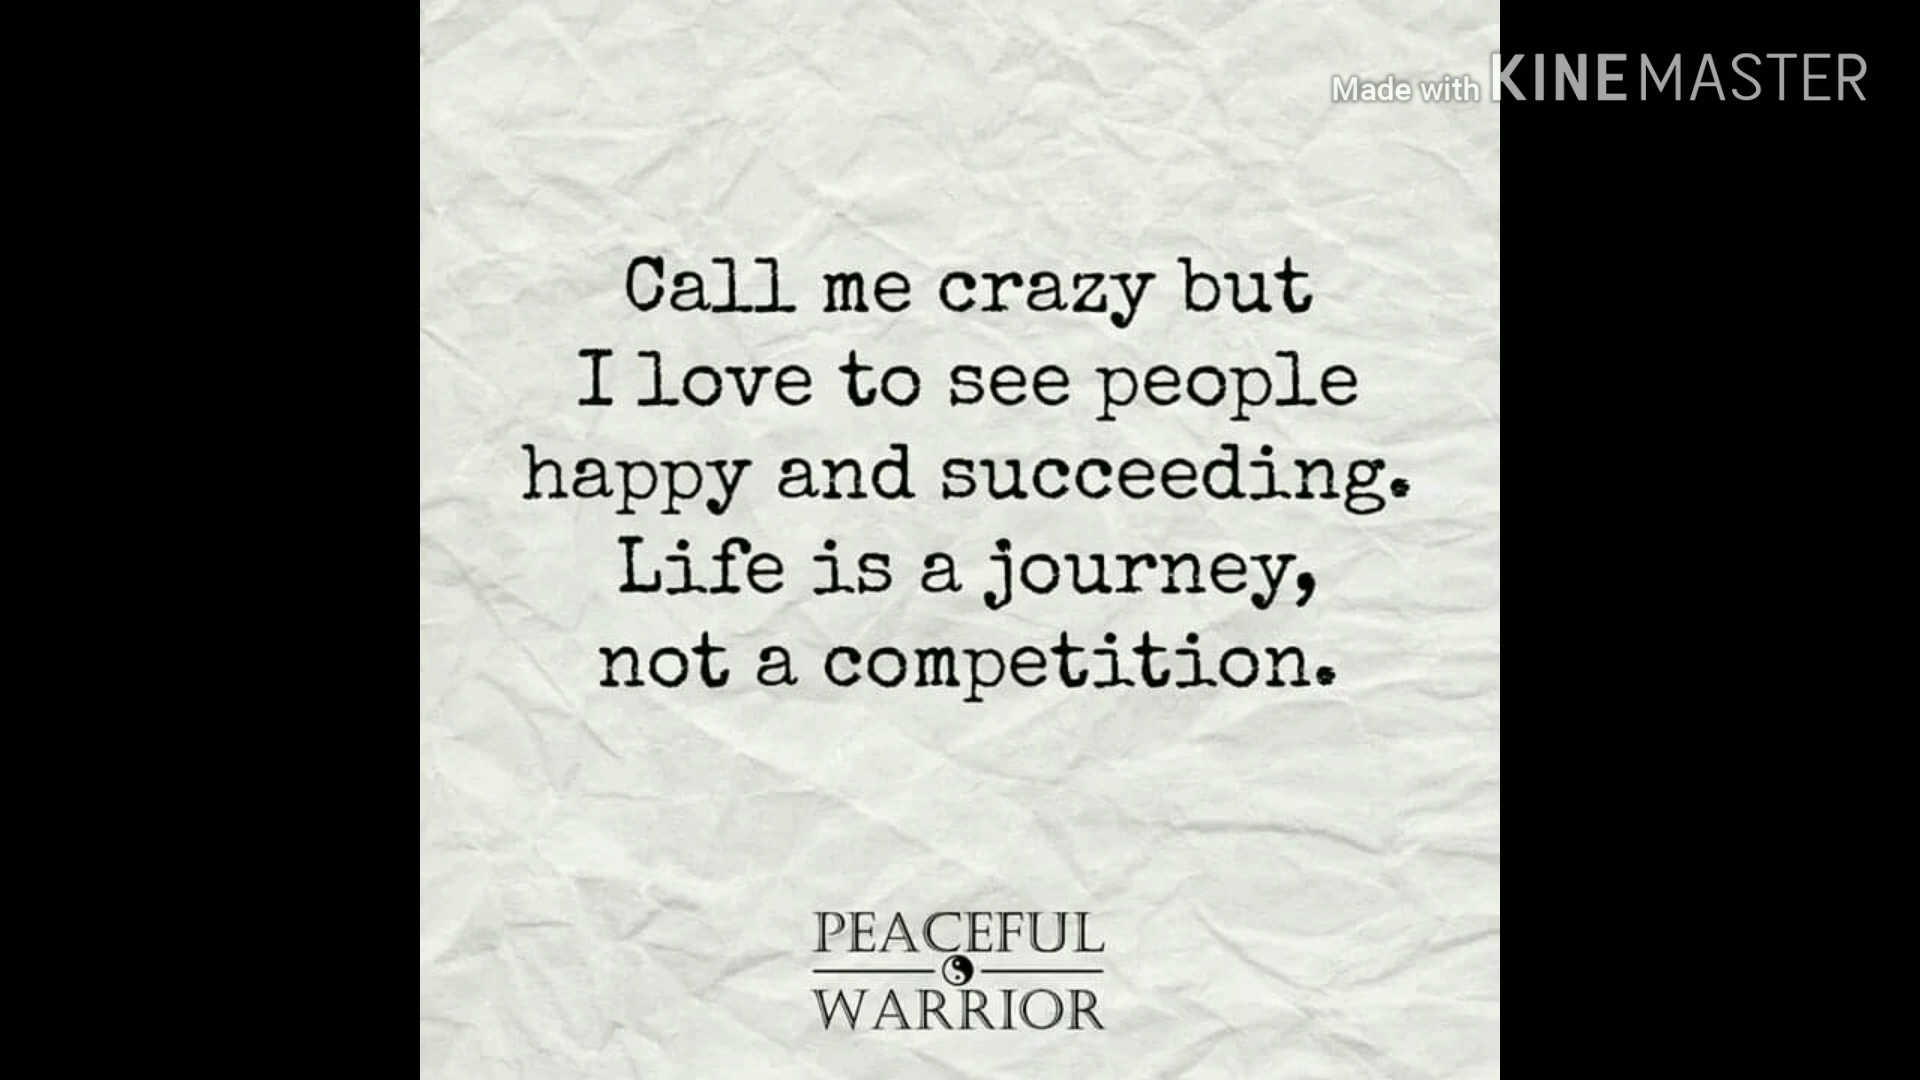 Made with KINEMASTER
Call me crazy but
I love to see people
happy and succeeding.
Life is a journey,
not a competition.
PEACEFUL
WARRIOR